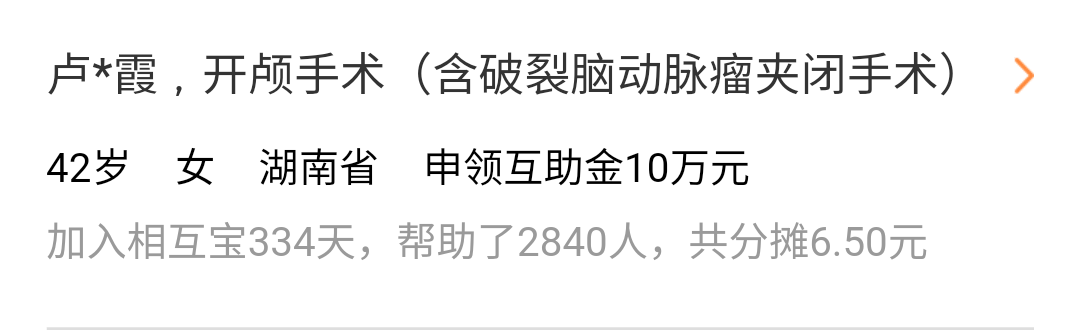 卢*霞，开颅手术（含破裂脑动脉瘤夹闭手术）
42岁 女 湖南省 申领互助金10万元
加入相互宝334天，帮助了2840人，共分摊6.50元